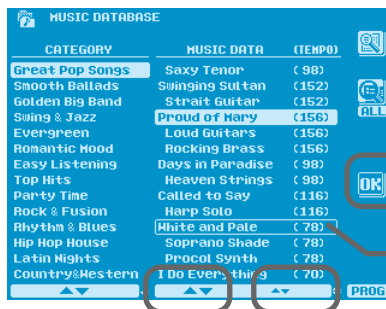 MUSIC DATABASE
CATEGORY MUSIC DATA (TEMPO)
Great Pop Songs Saxy Tenor ( 98)
Smooth Ballads Swinging Sultan (152)
Golden Big Band Strait Guitar (152)
Swing & Jazz Proud of Mary (156)
Evergreen Loud Guitars (156)
Romantic Mood Rocking Brass (156)
Easy Listening Days in Paradise ( 98)
Top Hits Heaven Strings ( 98)
Party Time Called to Say (116)
Rock & Fusion Harp Solo (116)
Rhythm & Blues White and Pale ( 78)
Hip Hop House Soprano Shade ( 78)
Latin Nights Procol Synth ( 78)
Country&Western I Do Everything ( 70)
ALL
OK
PROG